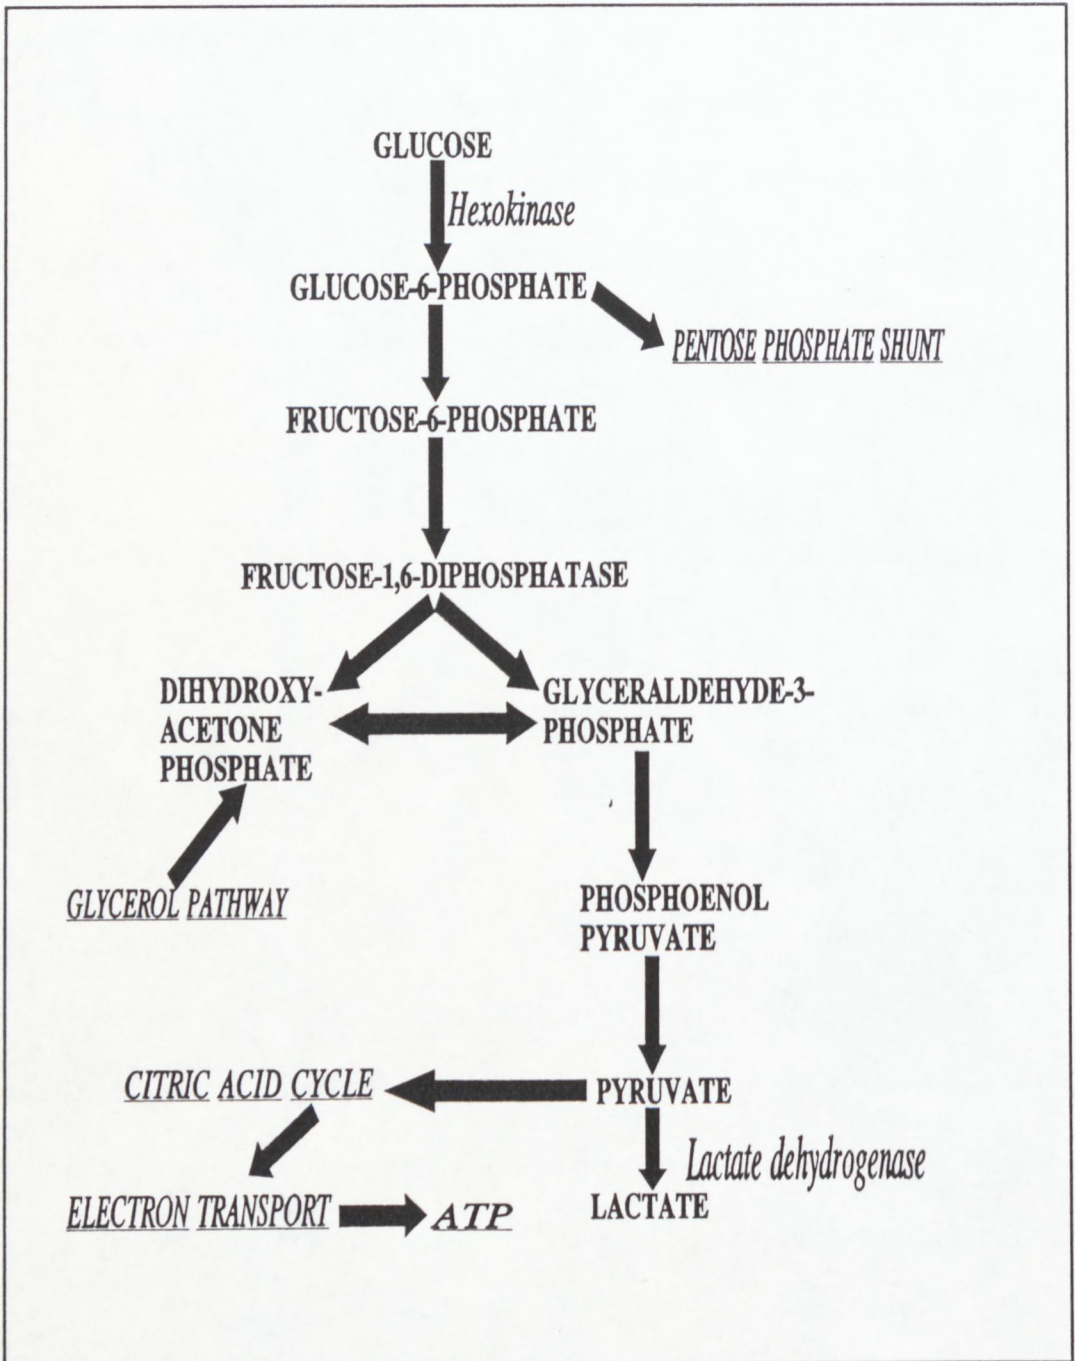 GLUCOSE
Hexokinase
GLUCOSE-6-PHOSPHATE
PENTOSE PHOSPHATE SHUNT
FRUCTOSE-6-PHOSPHATE
FRUCTOSE-1,6-DIPHOSPHATASE
DIHYDROXY-
ACETONE
PHOSPHATE
GLYCERALDEHYDE-3-
PHOSPHATE
GLYCEROL PATHWAY
PHOSPHOENOL
PYRUVATE
CITRIC ACID CYCLE
PYRUVATE
Lactate dehydrogenase
ELECTRON TRANSPORT
ATP
LACTATE